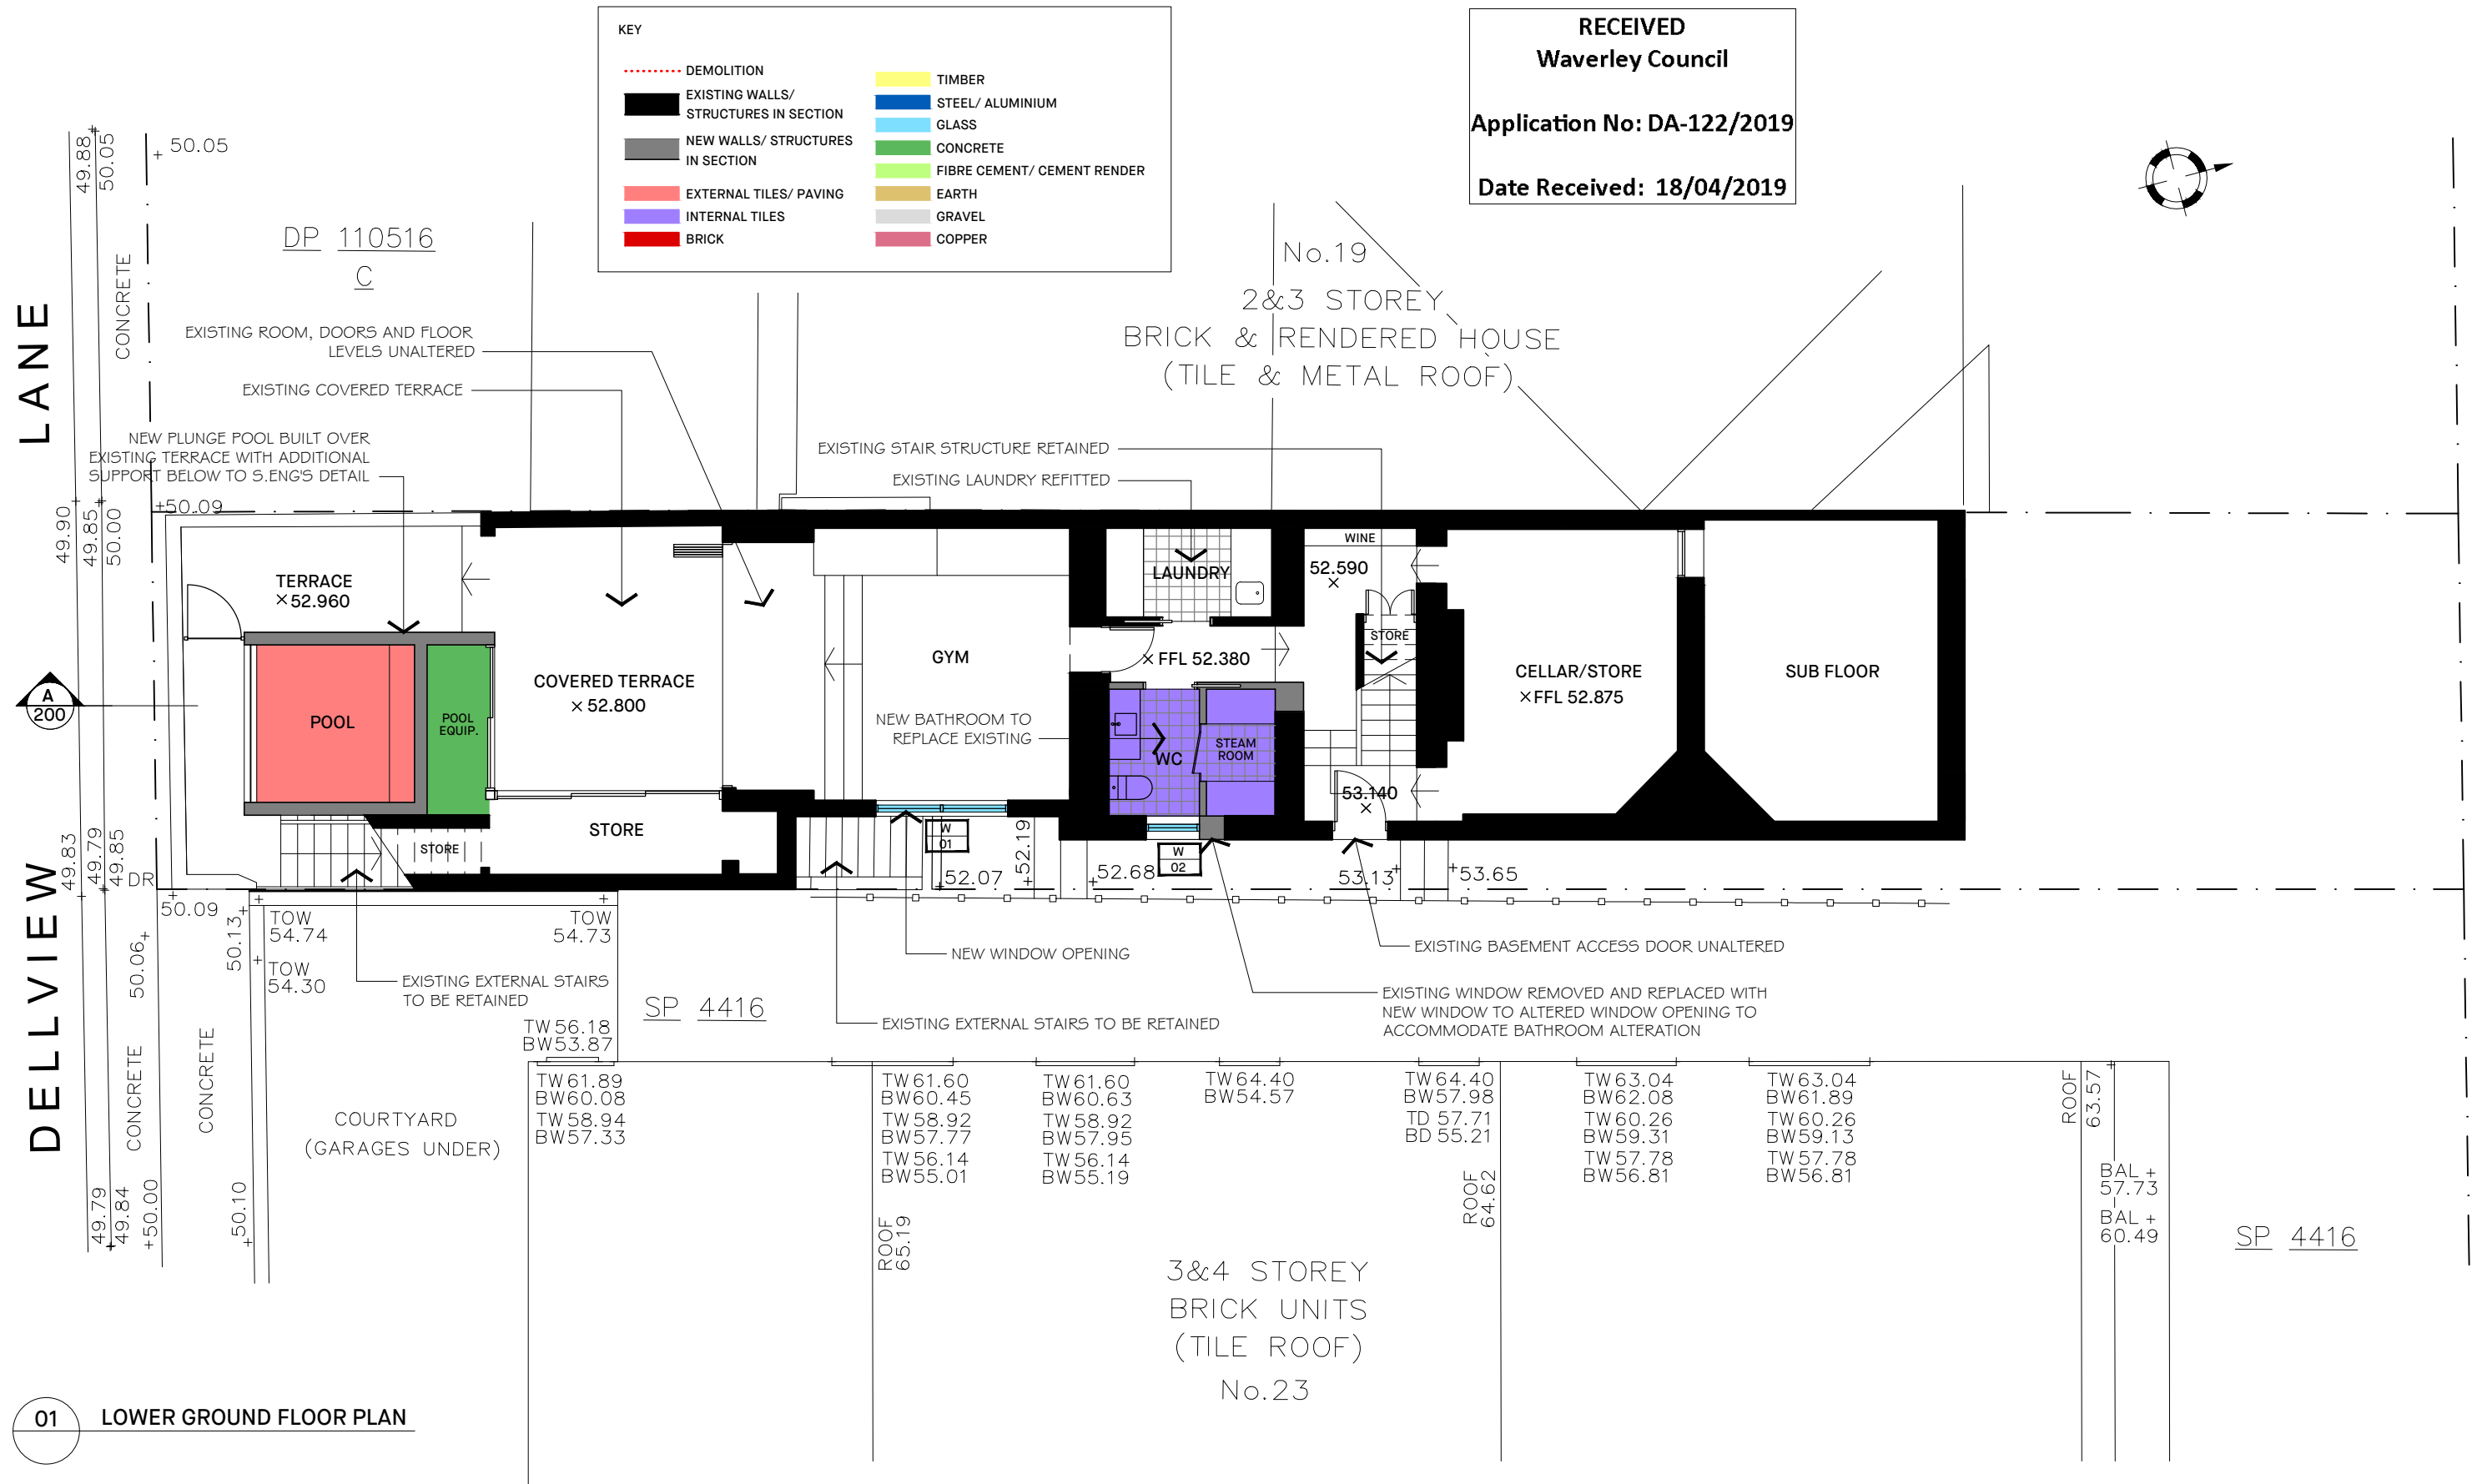 KEY
DEMOLITION
EXISTING WALLS/
STRUCTURES IN SECTION
NEW WALLS/ STRUCTURES
IN SECTION
EXTERNAL TILES/ PAVING
INTERNAL TILES
BRICK
TIMBER
STEEL/ ALUMINIUM
GLASS
CONCRETE
FIBRE CEMENT/ CEMENT RENDER
EARTH
GRAVEL
COPPER
RECEIVED
Waverley Council
Application No: DA-122/2019
Date Received: 18/04/2019
49.88
50.05
50.05
CONCRETE
DP 110516
C
LANE
No.19
2&3 STOREY
BRICK & RENDERED HOUSE
(TILE & METAL ROOF)
EXISTING ROOM, DOORS AND FLOOR
LEVELS UNALTERED
EXISTING COVERED TERRACE
NEW PLUNGE POOL BUILT OVER
EXISTING TERRACE WITH ADDITIONAL
SUPPORT BELOW TO S.ENG'S DETAIL
EXISTING STAIR STRUCTURE RETAINED
EXISTING LAUNDRY REFITTED
50.09
49.90
49.85
50.00
TERRACE
52.960
POOL
POOL
EQUIP.
COVERED TERRACE
52.800
STORE
STORE
GYM
LAUNDRY
FFL 52.380
NEW BATHROOM TO
REPLACE EXISTING
WC
STEAM
ROOM
WINE
52.590
STORE
53.140
CELLAR/STORE
FFL 52.875
SUB FLOOR
A
200
W
01
W
02
52.07
52.19
52.68
53.13
53.65
49.83
49.79
49.85
DR
50.09
50.13
50.06
TOW
54.74
TOW
54.73
TOW
54.30
EXISTING EXTERNAL STAIRS
TO BE RETAINED
NEW WINDOW OPENING
EXISTING EXTERNAL STAIRS TO BE RETAINED
EXISTING BASEMENT ACCESS DOOR UNALTERED
EXISTING WINDOW REMOVED AND REPLACED WITH
NEW WINDOW TO ALTERED WINDOW OPENING TO
ACCOMMODATE BATHROOM ALTERATION
SP 4416
DELLVIEW
CONCRETE
CONCRETE
COURTYARD
(GARAGES UNDER)
49.79
49.84
50.00
50.10
TW 56.18
BW 53.87
TW 61.89
BW 60.08
TW 58.94
BW 57.33
TW 61.60
BW 60.45
TW 58.92
BW 57.77
TW 56.14
BW 55.01
TW 61.60
BW 60.63
TW 58.92
BW 57.95
TW 56.14
BW 55.19
TW 64.40
BW 54.57
TW 64.40
BW 57.98
TD 57.71
BD 55.21
TW 63.04
BW 62.08
TW 60.26
BW 59.31
TW 57.78
BW 56.81
TW 63.04
BW 61.89
TW 60.26
BW 59.13
TW 57.78
BW 56.81
ROOF
63.57
ROOF
65.19
ROOF
64.62
BAL
57.73
BAL
60.49
SP 4416
3&4 STOREY
BRICK UNITS
(TILE ROOF)
No.23
01 LOWER GROUND FLOOR PLAN